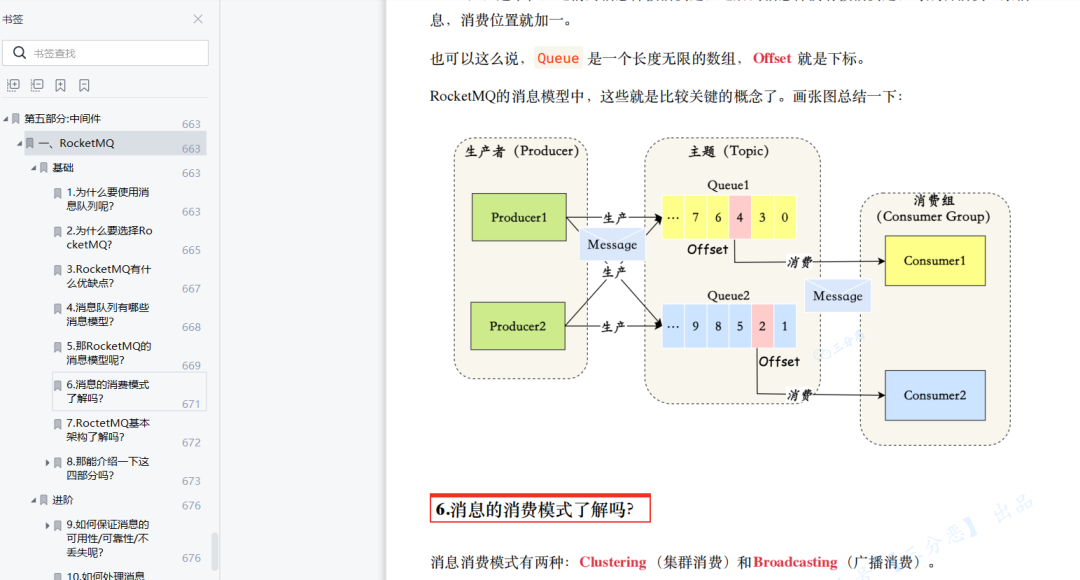 书签
书签查找
第五部分:中间件 663
一、RocketMQ 663
基础 663
1.为什么要使用消
息队列呢? 663
2.为什么要选择Ro
cketMQ? 665
3.RocketMQ有什
么优缺点? 667
4.消息队列有哪些
消息模型? 668
5.那RocketMQ的
消息模型呢? 669
6.消息的消费模式
了解吗? 671
7.RoctetMQ基本
架构了解吗? 672
8.那能介绍一下这
四部分吗? 673
进阶 676
9.如何保证消息的
可用性/可靠性/不
丢失呢? 676
10.如何处理消息
息，消费位置就加一。
也可以这么说，Queue 是一个长度无限的数组，Offset 就是下标。
RocketMQ的消息模型中，这些就是比较关键的概念了。画张图总结一下：
生产者（Producer）
主题（Topic）
消费组
（Consumer Group）
Queue1
Producer1
生产
... 7 6 4 3 0
Message
Offset
消费
Consumer1
生产
Queue2
Message
Producer2
生产
... 9 8 5 2 1
Offset
消费
Consumer2
三分恶
6.消息的消费模式了解吗?
消息消费模式有两种：Clustering（集群消费）和Broadcasting（广播消费）。
三分恶】 出品